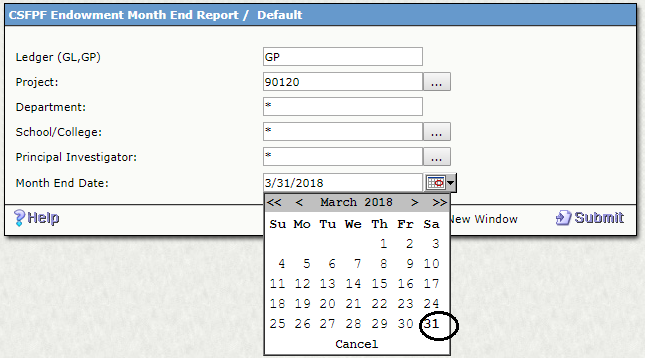 CSFPF Endowment Month End Report / Default
Ledger (GL,GP) GP
Project: 90120 ...
Department: *
School/College: * ...
Principal Investigator: * ...
Month End Date: 3/31/2018
<< < March 2018 > >>
Su Mo Tu We Th Fr Sa
1 2 3
4 5 6 7 8 9 10
11 12 13 14 15 16 17
18 19 20 21 22 23 24
25 26 27 28 29 30 31
Cancel
Help New Window Submit